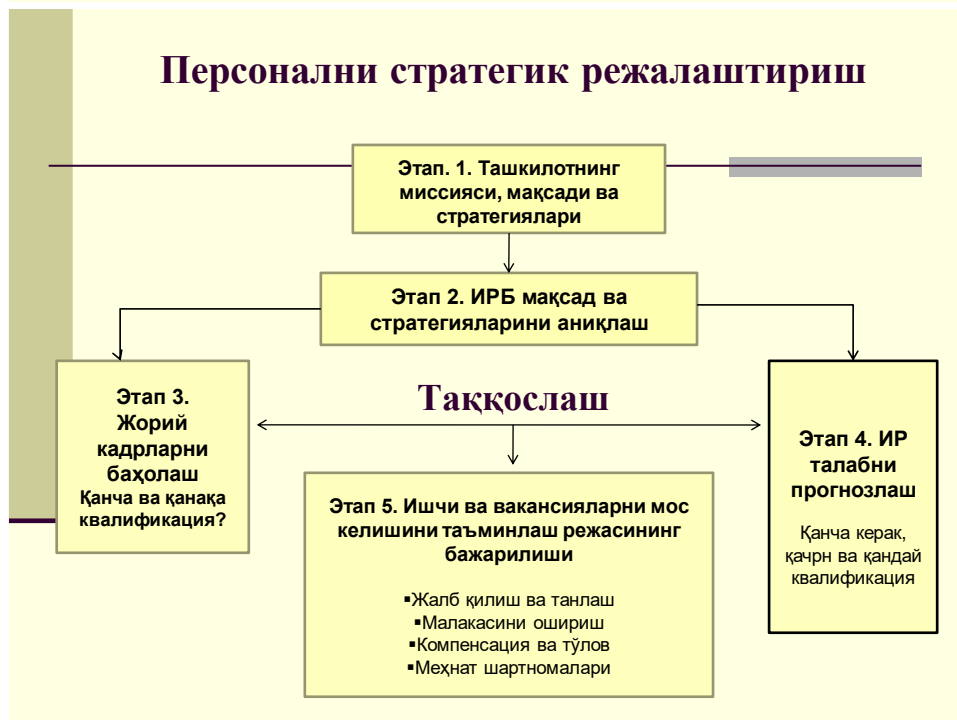 Персонални стратегик режалаштириш
Этап. 1. Ташкилотнинг
миссияси, мақсади ва
стратегиялари
Этап 2. ИРБ мақсад ва
стратегияларини аниқлаш
Этап 3.
Жорий
кадрларни
баҳолаш
Қанча ва қанақа
квалификация?
Таққослаш
Этап 4. ИР
талабни
прогнозлаш
Қанча керак,
қачрн ва қандай
квалификация
Этап 5. Ишчи ва вакансияларни мос
келишини таъминлаш режасининг
бажарилиши
▪Жалб қилиш ва танлаш
▪Малакасини ошириш
▪Компенсация ва тўлов
▪Меҳнат шартномалари